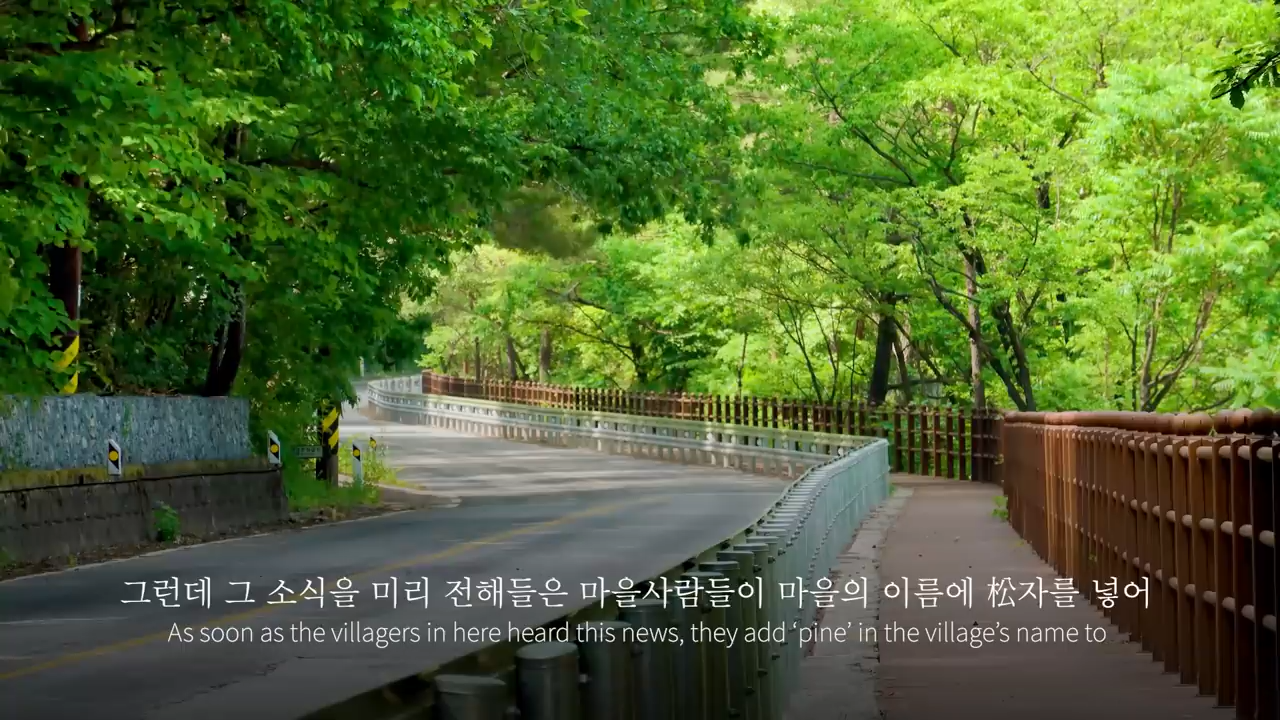 그런데 그 소식을 미리 전해들은 마을사람들이 마을의 이름에 松자를 넣어
As soon as the villagers in here heard this news, they add ‘pine’ in the village’s name to